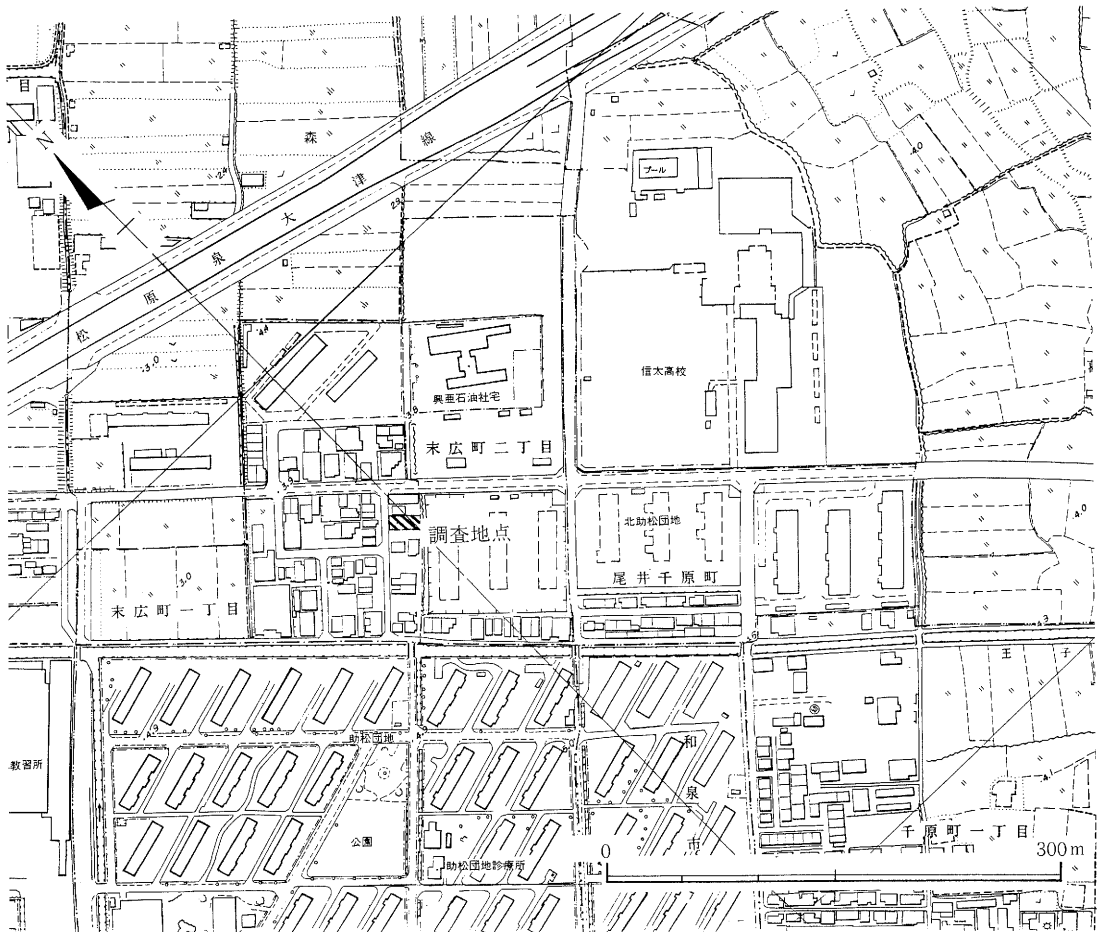 N
森
松原泉大津線
プール
信太高校
興亜石油社宅
末広町二丁目
調査地点
北助松団地
尾井千原町
末広町一丁目
王子
助松団地
教習所
公園
助松団地診療所
和泉市
千原町一丁目
0 300m